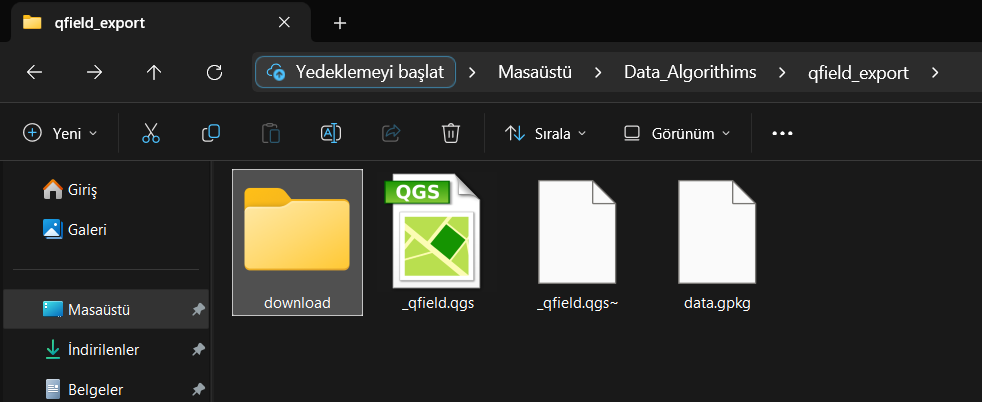 qfield_export
Yedeklemeyi başlat > Masaüstü > Data_Algorithims > qfield_export >
Yeni Sırala Görünüm
Giriş
Galeri
Masaüstü
İndirilenler
Belgeler
QGS
download _qfield.qgs _qfield.qgs~ data.gpkg